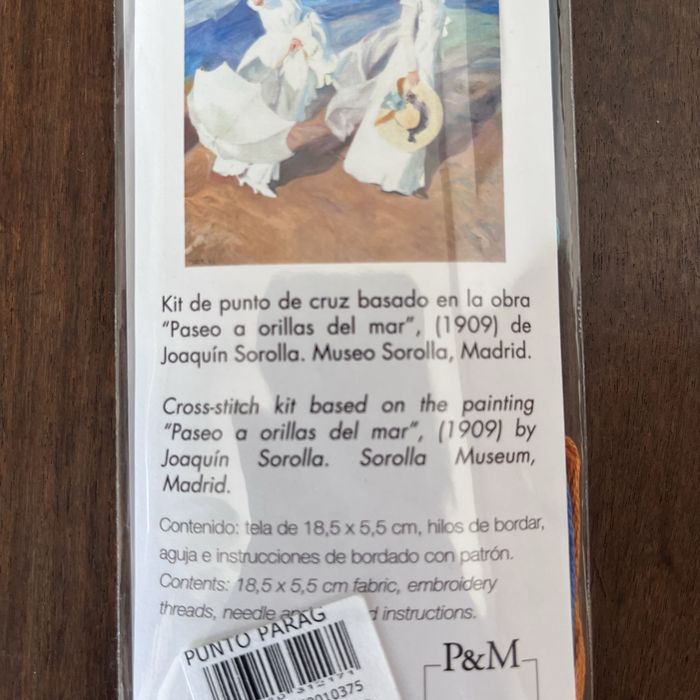 Kit de punto de cruz basado en la obra
"Paseo a orillas del mar", (1909) de
Joaquín Sorolla. Museo Sorolla, Madrid.
Cross-stitch kit based on the painting
"Paseo a orillas del mar", (1909) by
Joaquín Sorolla. Sorolla Museum,
Madrid.
Contenido: tela de 18,5 x 5,5 cm, hilos de bordar,
aguja e instrucciones de bordado con patrón.
Contents: 18,5 x 5,5 cm fabric, embroidery
threads, needle instructions.
PUNTO PARAG
P&M